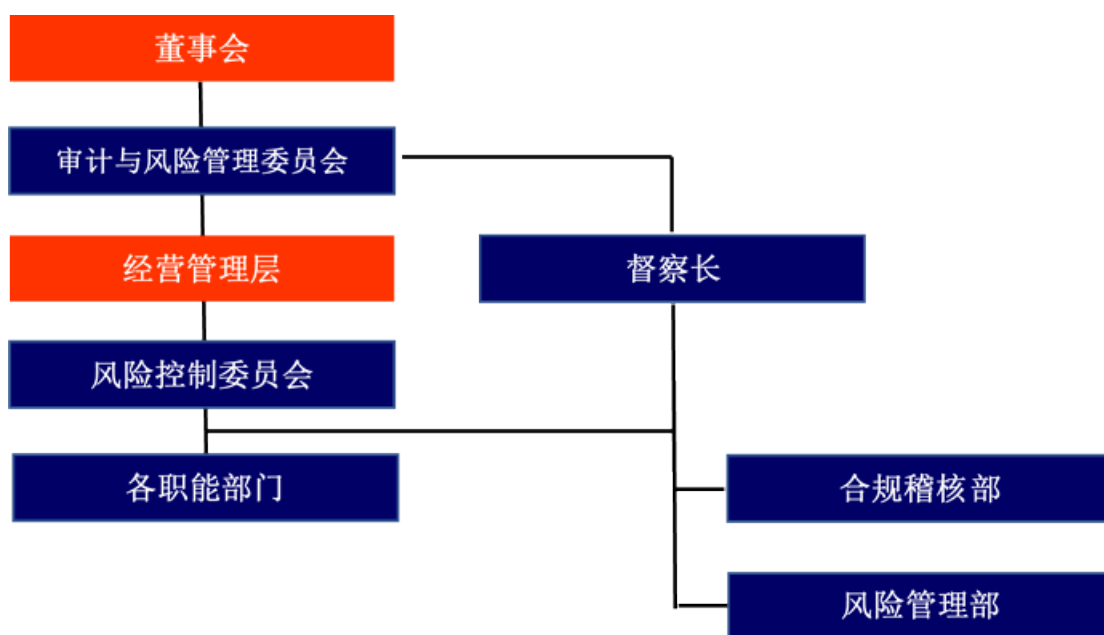 董事会
审计与风险管理委员会
经营管理层
督察长
风险控制委员会
各职能部门
合规稽核部
风险管理部